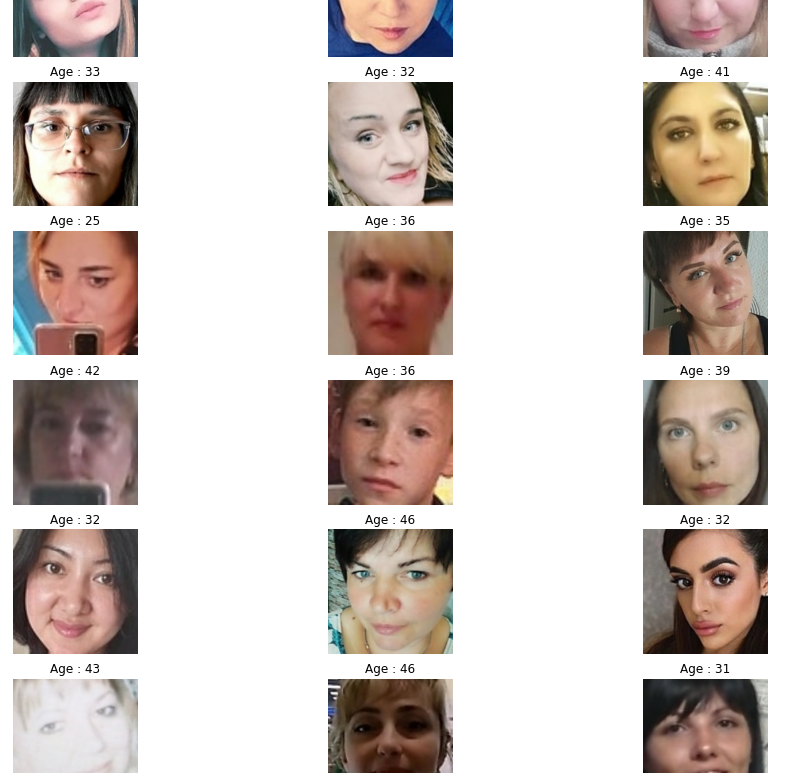 Age : 33 Age : 32 Age : 41
Age : 25 Age : 36 Age : 35
Age : 42 Age : 36 Age : 39
Age : 32 Age : 46 Age : 32
Age : 43 Age : 46 Age : 31